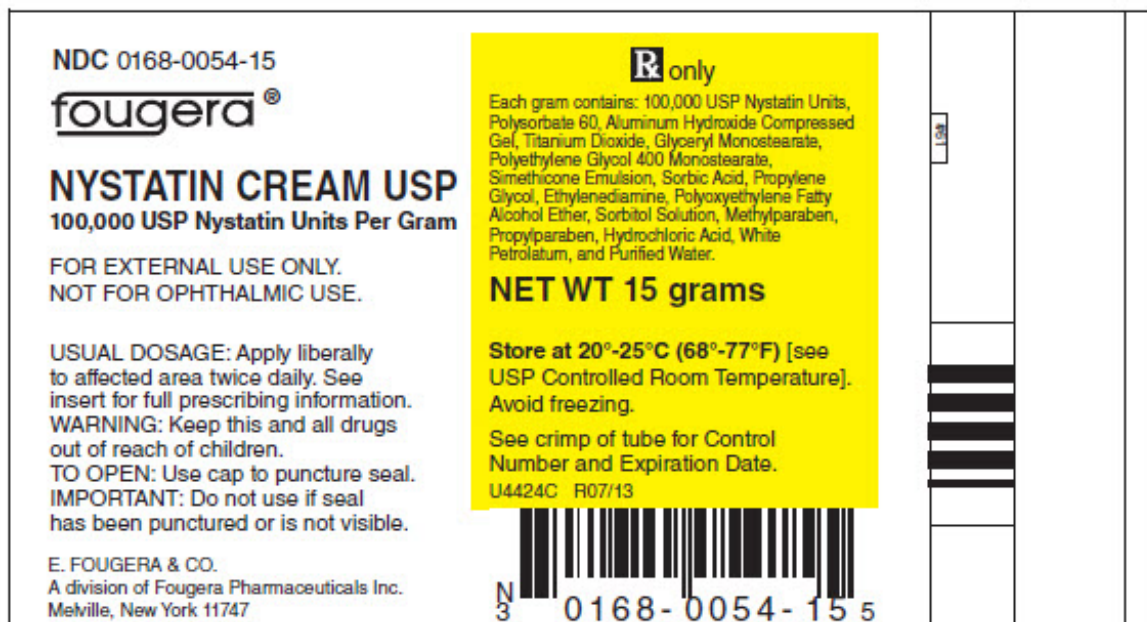 NDC 0168-0054-15
fougera®
NYSTATIN CREAM USP
100,000 USP Nystatin Units Per Gram
FOR EXTERNAL USE ONLY.
NOT FOR OPHTHALMIC USE.
USUAL DOSAGE: Apply liberally
to affected area twice daily. See
insert for full prescribing information.
WARNING: Keep this and all drugs
out of reach of children.
TO OPEN: Use cap to puncture seal.
IMPORTANT: Do not use if seal
has been punctured or is not visible.
E. FOUGERA & CO.
A division of Fougera Pharmaceuticals Inc.
Melville, New York 11747
Rx only
Each gram contains: 100,000 USP Nystatin Units,
Polysorbate 60, Aluminum Hydroxide Compressed
Gel, Titanium Dioxide, Glyceryl Monostearate,
Polyethylene Glycol 400 Monostearate,
Simethicone Emulsion, Sorbic Acid, Propylene
Glycol, Ethylenediamine, Polyoxyethylene Fatty
Alcohol Ether, Sorbitol Solution, Methylparaben,
Propylparaben, Hydrochloric Acid, White
Petrolatum, and Purified Water.
NET WT 15 grams
Store at 20°-25°C (68°-77°F) [see
USP Controlled Room Temperature].
Avoid freezing.
See crimp of tube for Control
Number and Expiration Date.
U4424C R07/13
N
3 0168-0054-15 5